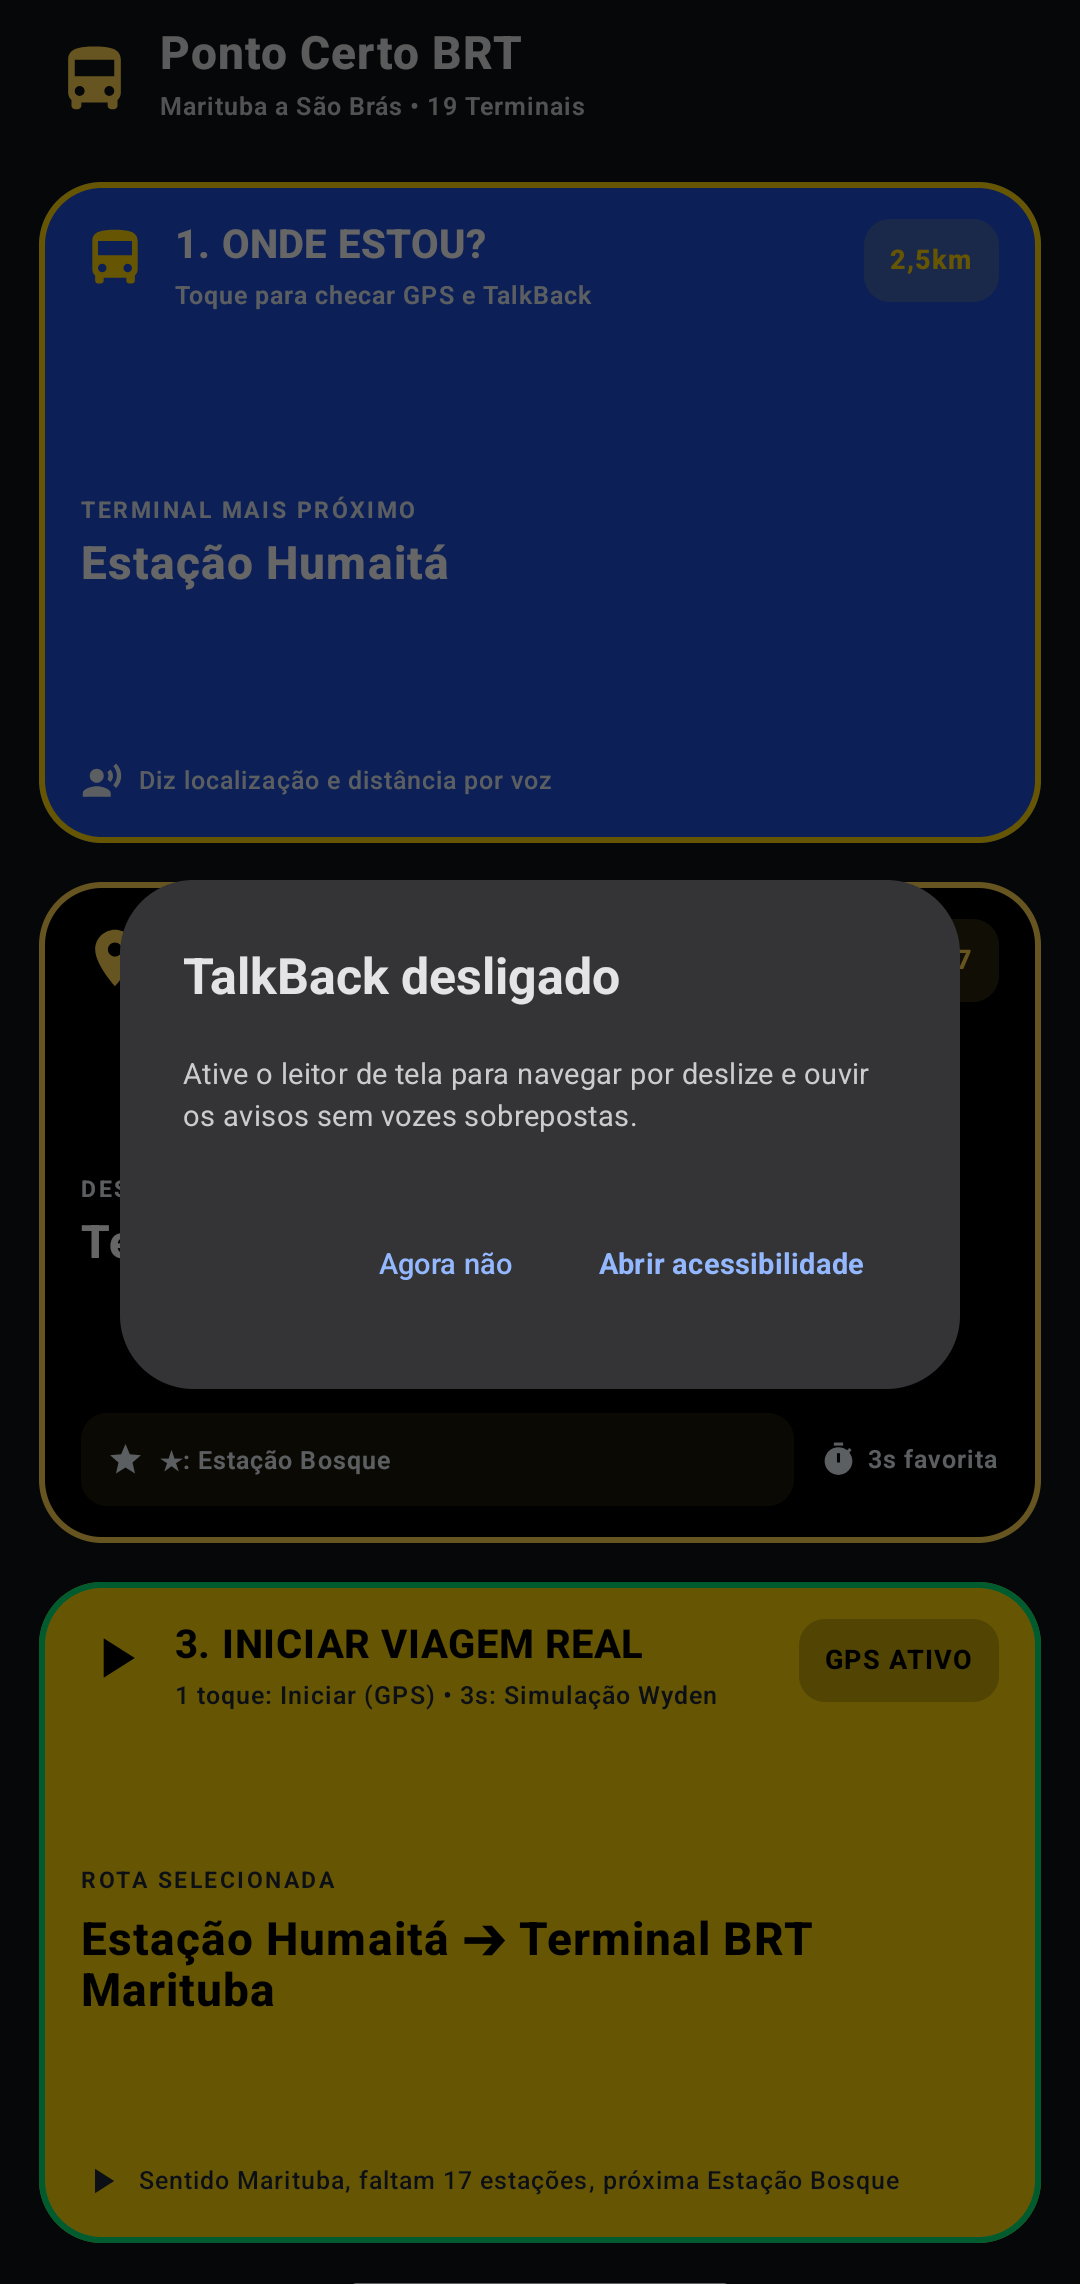 Ponto Certo BRT
Marituba a São Brás • 19 Terminais
1. ONDE ESTOU?
Toque para checar GPS e TalkBack
2,5km
TERMINAL MAIS PRÓXIMO
Estação Humaitá
Diz localização e distância por voz
7
TalkBack desligado
Ative o leitor de tela para navegar por deslize e ouvir
os avisos sem vozes sobrepostas.
Agora não
Abrir acessibilidade
★: Estação Bosque
3s favorita
3. INICIAR VIAGEM REAL
1 toque: Iniciar (GPS) • 3s: Simulação Wyden
GPS ATIVO
ROTA SELECIONADA
Estação Humaitá ➔ Terminal BRT
Marituba
Sentido Marituba, faltam 17 estações, próxima Estação Bosque